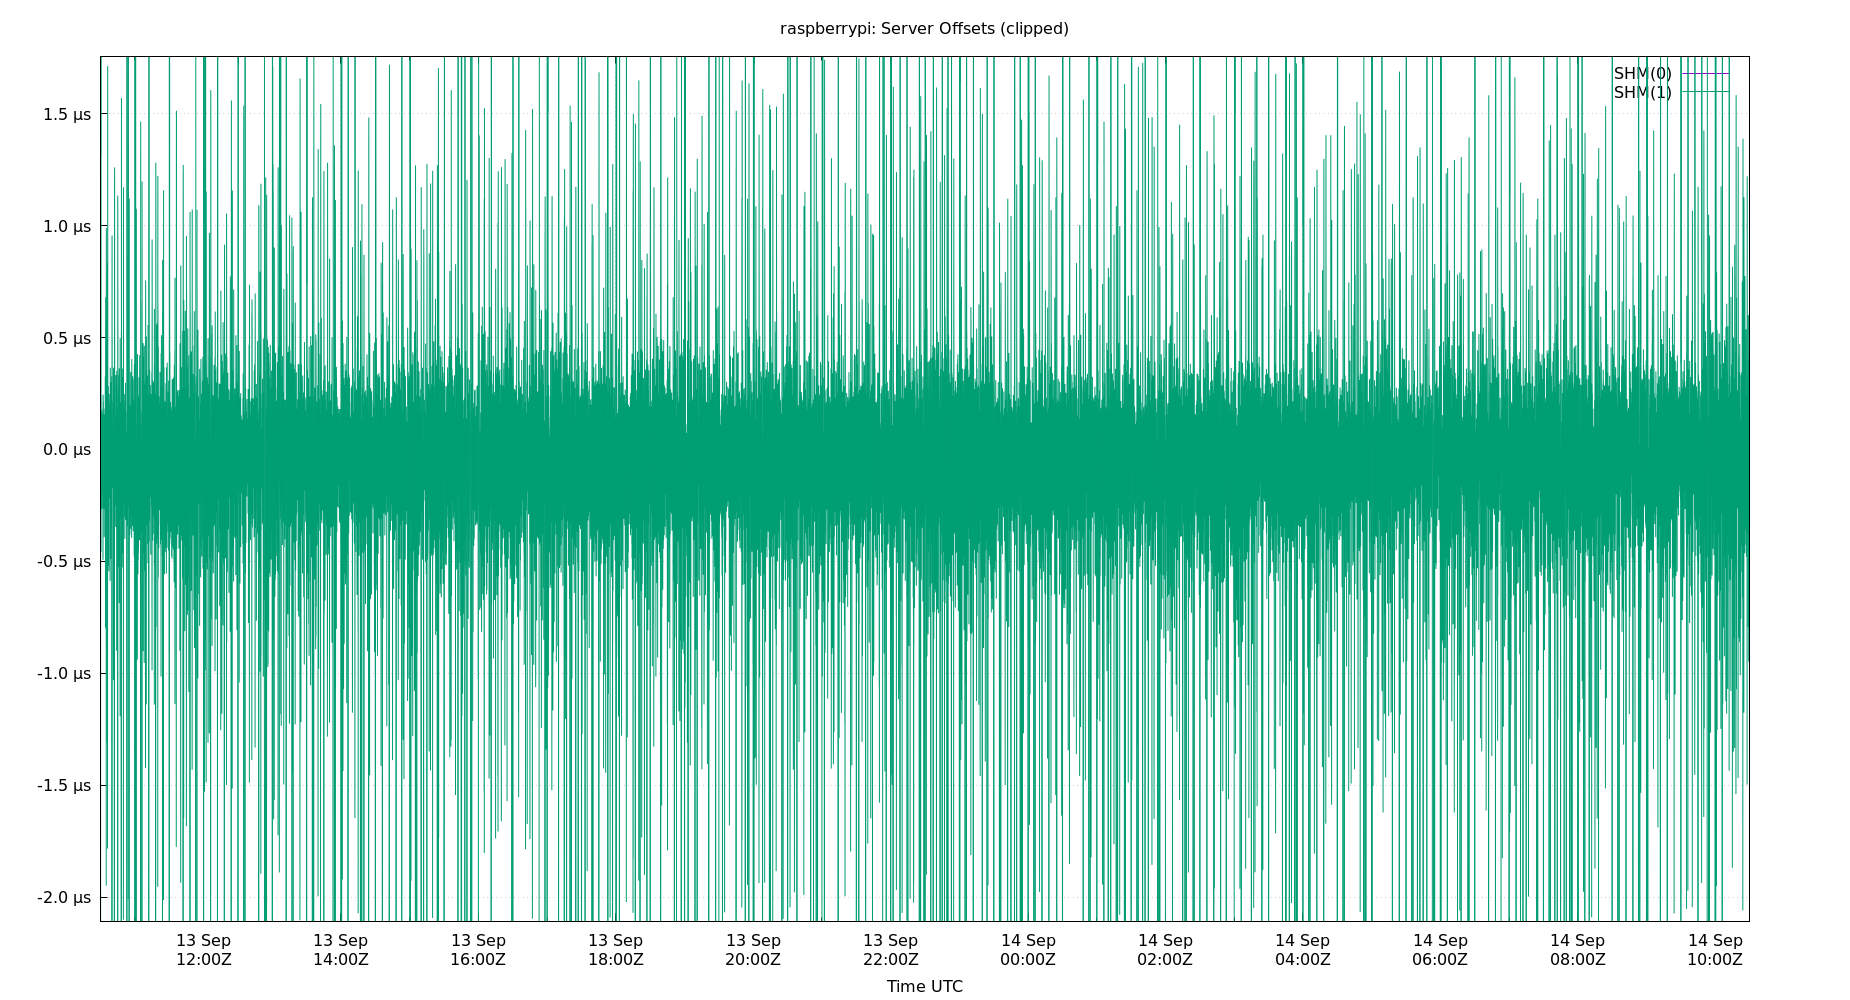 raspberrypi: Server Offsets (clipped)
SHM(0)
SHM(1)
1.5 µs
1.0 µs
0.5 µs
0.0 µs
-0.5 µs
-1.0 µs
-1.5 µs
-2.0 µs
13 Sep 13 Sep 13 Sep 13 Sep 13 Sep 13 Sep 14 Sep 14 Sep 14 Sep 14 Sep 14 Sep 14 Sep
12:00Z 14:00Z 16:00Z 18:00Z 20:00Z 22:00Z 00:00Z 02:00Z 04:00Z 06:00Z 08:00Z 10:00Z
Time UTC